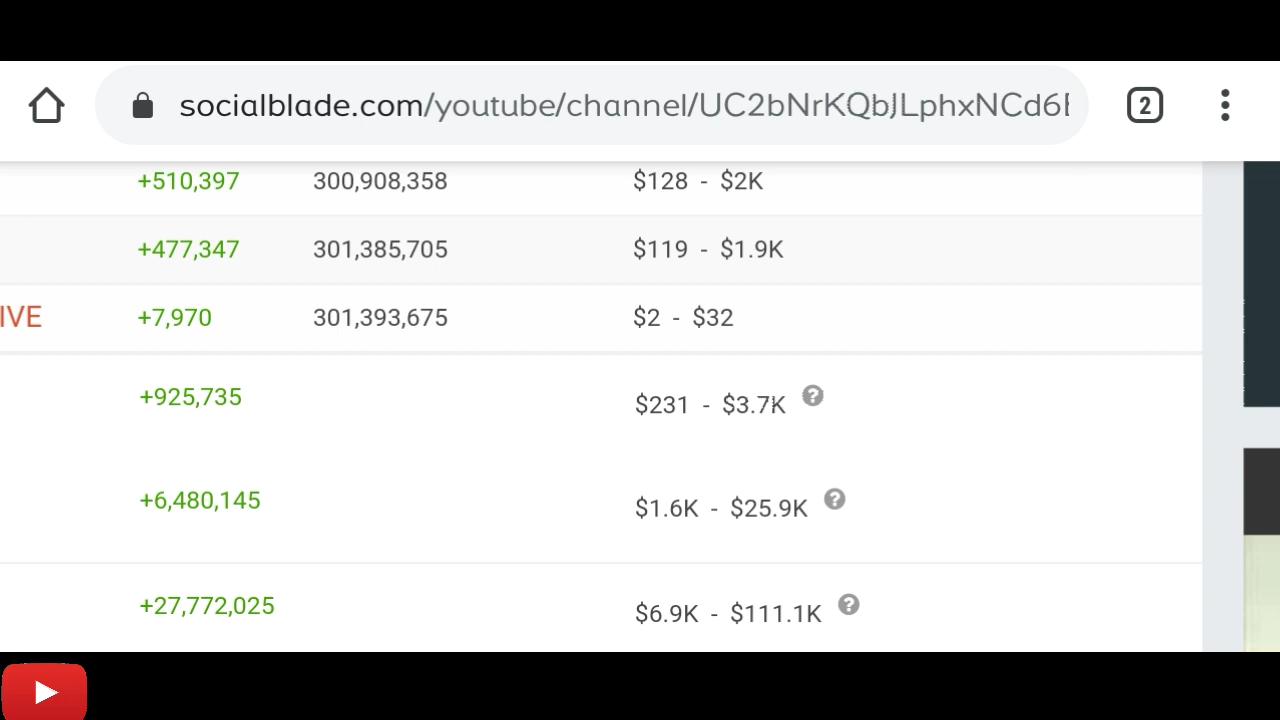 socialblade.com/youtube/channel/UC2bNrKQbJLphxNCd6
2
+510,397 300,908,358 $128 - $2K
+477,347 301,385,705 $119 - $1.9K
IVE +7,970 301,393,675 $2 - $32
+925,735 $231 - $3.7K ?
+6,480,145 $1.6K - $25.9K ?
+27,772,025 $6.9K - $111.1K ?